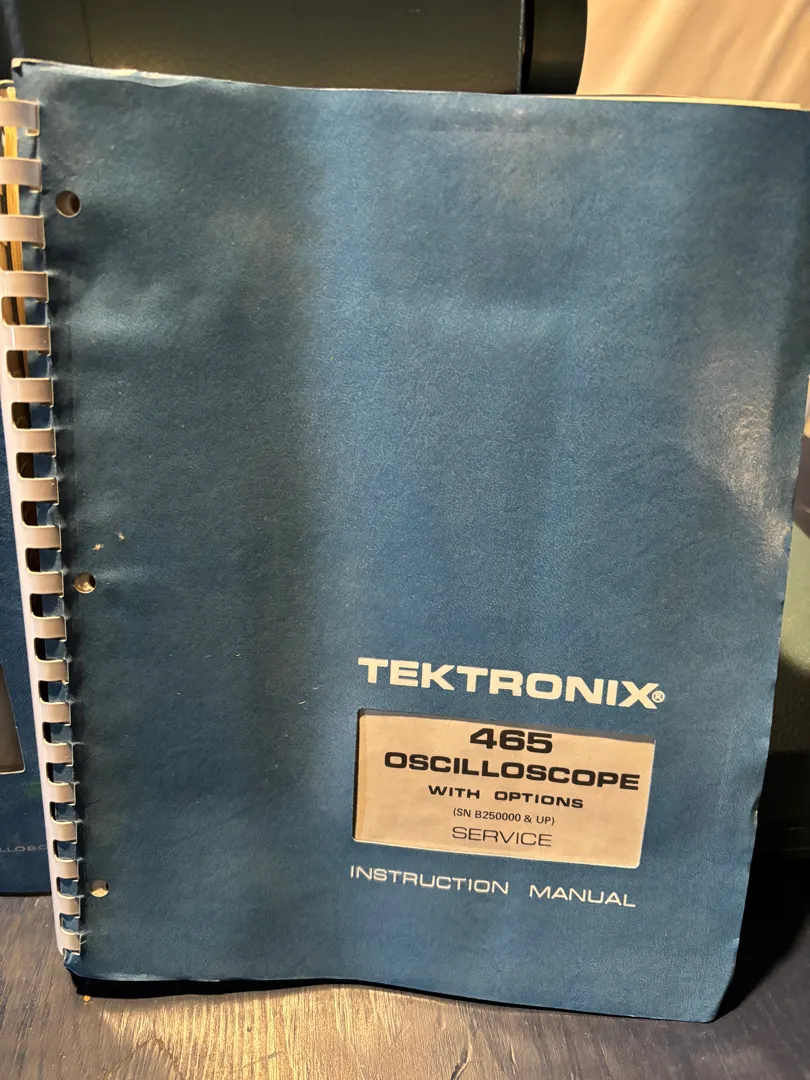 TEKTRONIX®
465
OSCILLOSCOPE
WITH OPTIONS
(SN B250000 & UP)
SERVICE
INSTRUCTION MANUAL